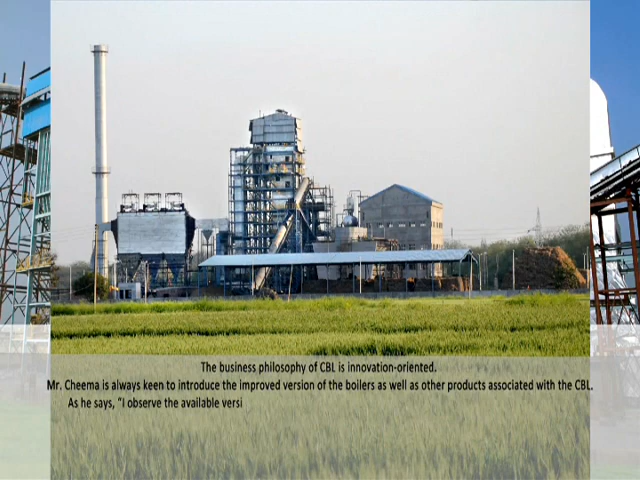 The business philosophy of CBL is innovation-oriented.
Mr. Cheema is always keen to introduce the improved version of the boilers as well as other products associated with the CBL.
As he says, "I observe the available versi